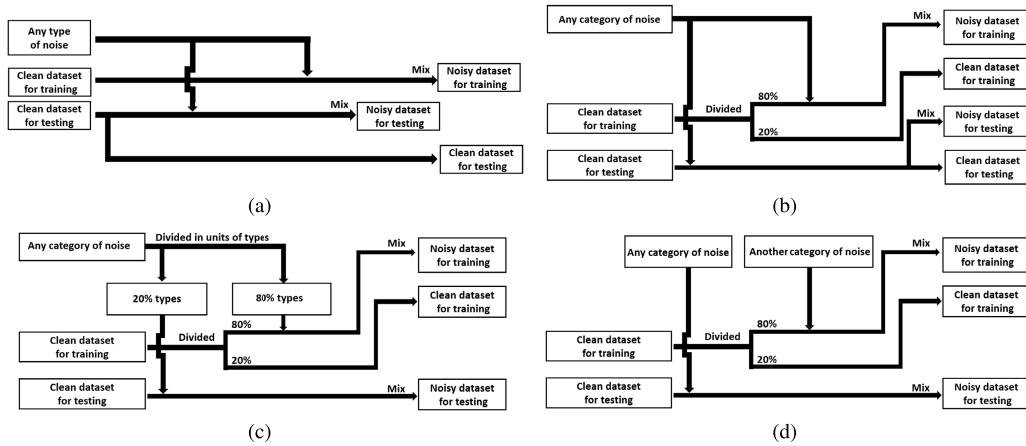 Any type
of noise
Clean dataset
for training
Clean dataset
for testing
Mix
Mix
Noisy dataset
for training
Noisy dataset
for testing
Clean dataset
for testing
(a)
Any category of noise
Clean dataset
for training
Clean dataset
for testing
Divided
80%
20%
Mix
Mix
Noisy dataset
for training
Clean dataset
for training
Noisy dataset
for testing
Clean dataset
for testing
(b)
Any category of noise
Divided in units of types
20% types
80% types
Clean dataset
for training
Clean dataset
for testing
Divided
80%
20%
Mix
Mix
Noisy dataset
for training
Clean dataset
for training
Noisy dataset
for testing
(c)
Any category of noise
Another category of noise
Clean dataset
for training
Clean dataset
for testing
Divided
80%
20%
Mix
Mix
Noisy dataset
for training
Clean dataset
for training
Noisy dataset
for testing
(d)